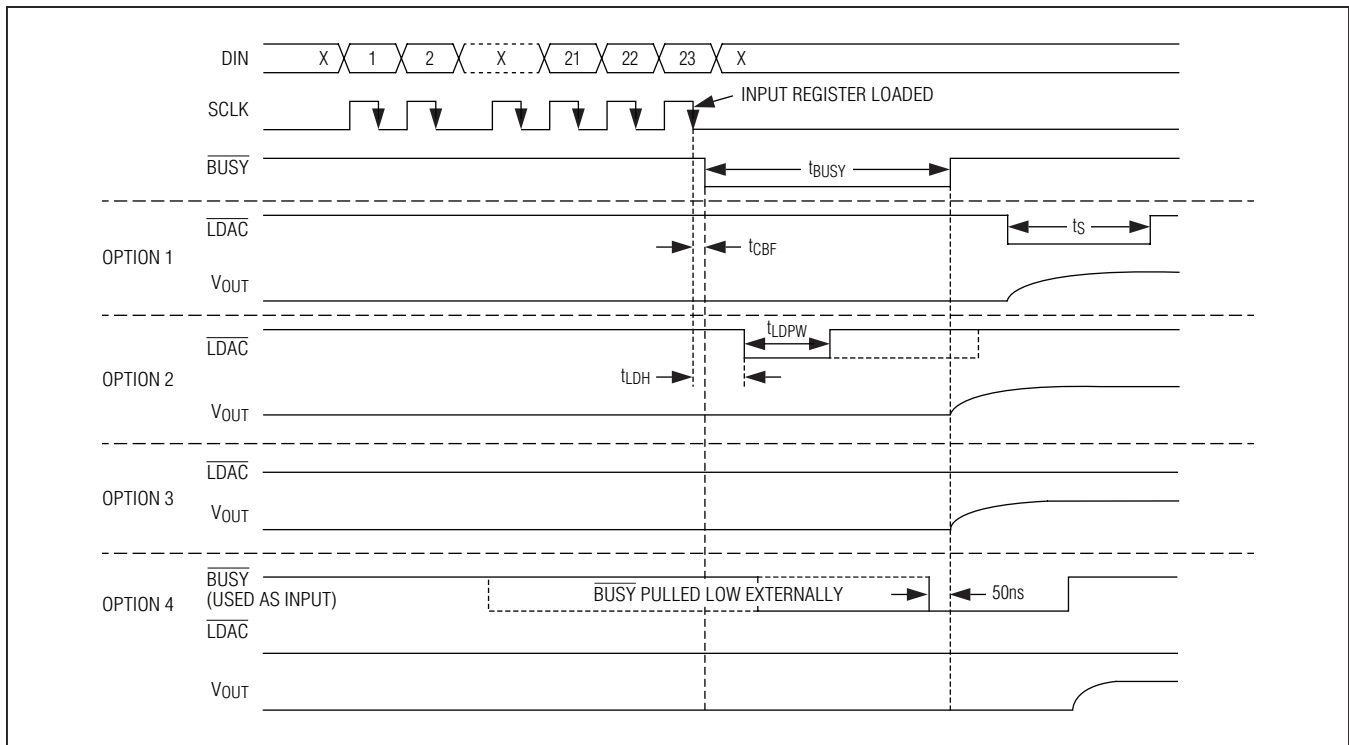 DIN X 1 2 X 21 22 23 X
SCLK INPUT REGISTER LOADED
BUSY tBUSY
LDAC tS
OPTION 1 tCBF
VOUT
LDAC tLDPW
OPTION 2 tLDH
VOUT
LDAC
OPTION 3
VOUT
BUSY
OPTION 4 (USED AS INPUT) BUSY PULLED LOW EXTERNALLY 50ns
LDAC
VOUT